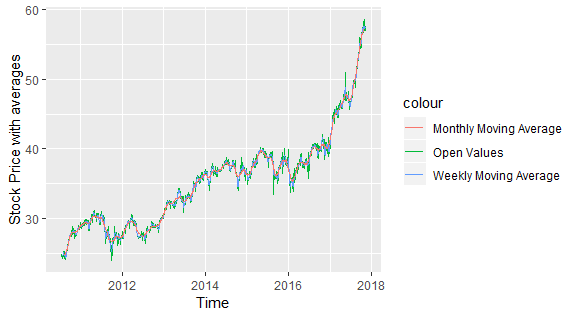 Stock Price with averages
60
50
40
30
2012
2014
2016
2018
Time
colour
Monthly Moving Average
Open Values
Weekly Moving Average